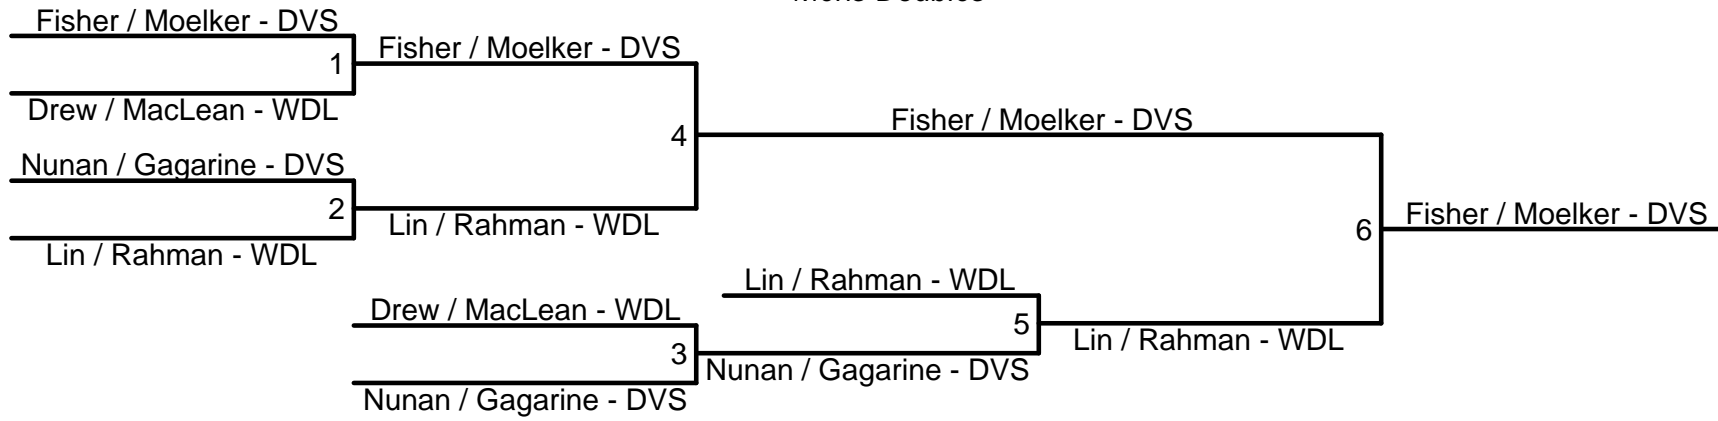 Fisher / Moelker - DVS
1
Drew / MacLean - WDL
Fisher / Moelker - DVS
Nunan / Gagarine - DVS
2
Lin / Rahman - WDL
Lin / Rahman - WDL
4
Fisher / Moelker - DVS
Drew / MacLean - WDL
3
Nunan / Gagarine - DVS
Lin / Rahman - WDL
5
Nunan / Gagarine - DVS
Lin / Rahman - WDL
6
Fisher / Moelker - DVS